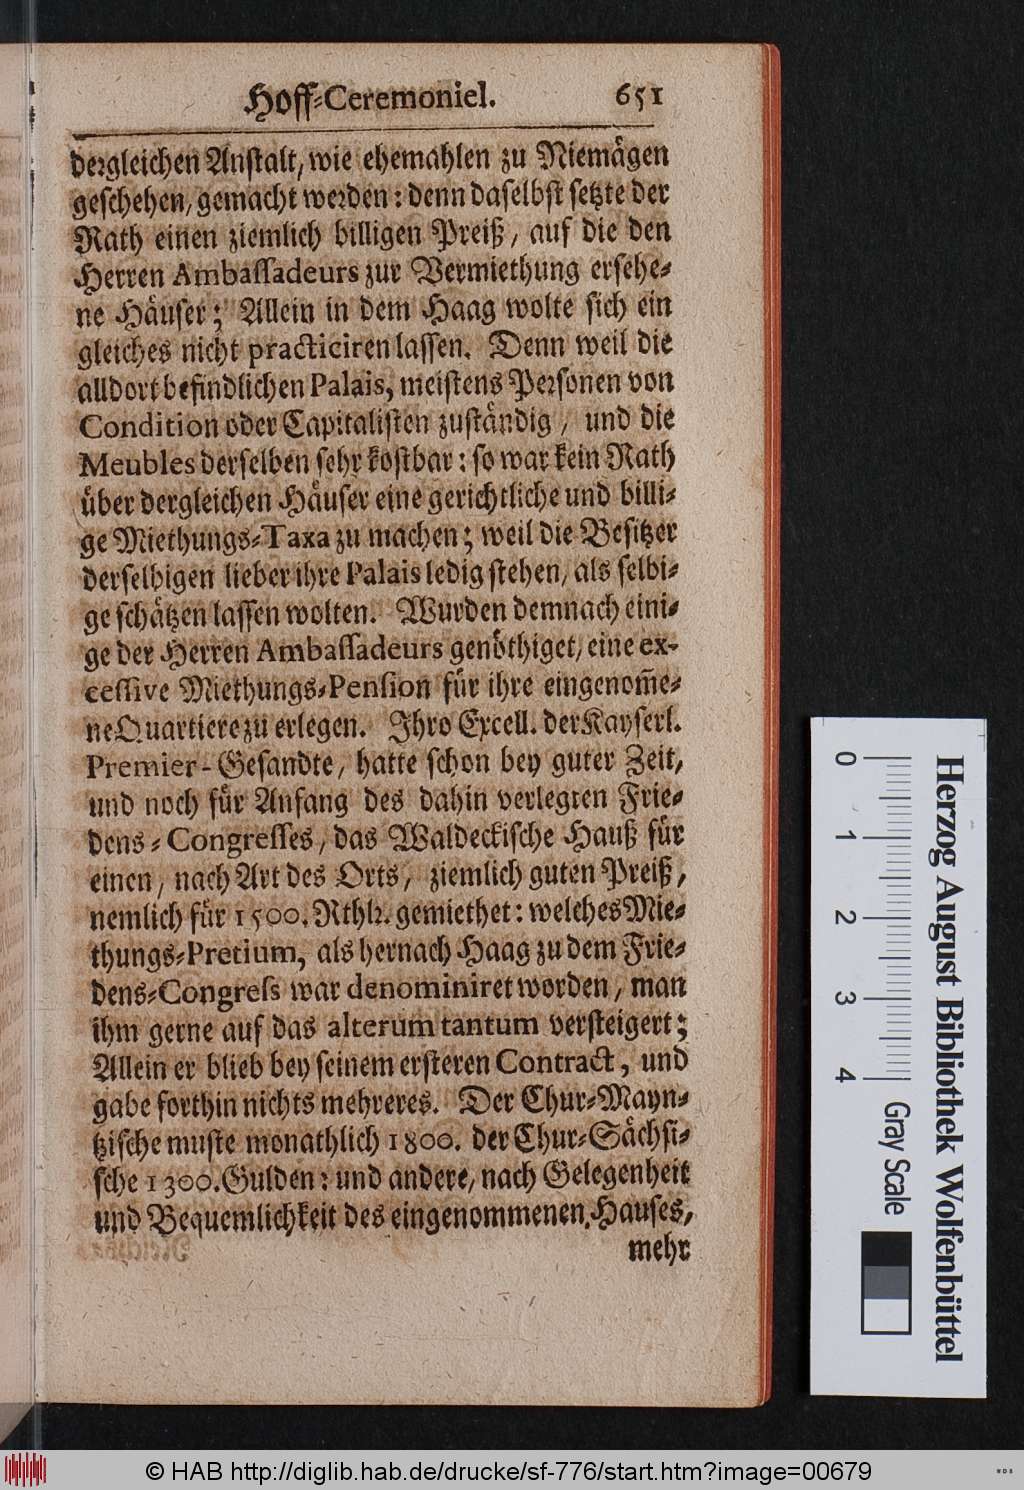 Hoff-Ceremoniel. 651
dergleichen Anstalt, wie ehemahlen zu Niemägen
geschehen, gemacht werden: denn daselbst setzte der
Rath einen ziemlich billigen Preiß, auf die den
Herren Ambassadeurs zur Vermiethung ersehe-
ne Häuser; Allein in dem Haag wolte sich ein
gleiches nicht practiciren lassen. Denn weil die
alldort befindlichen Palais, meistens Personen von
Condition oder Capitalisten zuständig, und die
Meubles derselben sehr kostbar: so war kein Rath
über dergleichen Häuser eine gerichtliche und billi-
ge Miethungs-Taxa zu machen; weil die Besitzer
derselbigen lieber ihre Palais ledig stehen, als selbi-
ge schätzen lassen wolten. Wurden demnach eini-
ge der Herren Ambassadeurs genöthiget, eine ex-
cessive Miethungs-Pension für ihre eingenom̃e-
ne Quartiere zu erlegen. Ihro Excell. der Kayserl.
Premier-Gesandte, hatte schon bey guter Zeit,
und noch für Anfang des dahin verlegten Frie-
dens-Congresses, das Waldeckische Hauß für
einen, nach Art des Orts, ziemlich guten Preiß,
nemlich für 1500. Rthlr. gemiethet: welches Mie-
thungs-Pretium, als hernach Haag zu dem Frie-
dens-Congress war denominiret worden, man
ihm gerne auf das alterum tantum versteigert;
Allein er blieb bey seinem ersteren Contract, und
gabe forthin nichts mehreres. Der Chur-Mayn-
tzische muste monathlich 1800. der Chur-Sächsi-
sche 1300. Gulden: und andere, nach Gelegenheit
und Bequemlichkeit des eingenommenen Hauses,
mehr
0 1 2 3 4 Gray Scale
Herzog August Bibliothek Wolfenbüttel
© HAB http://diglib.hab.de/drucke/sf-776/start.htm?image=00679